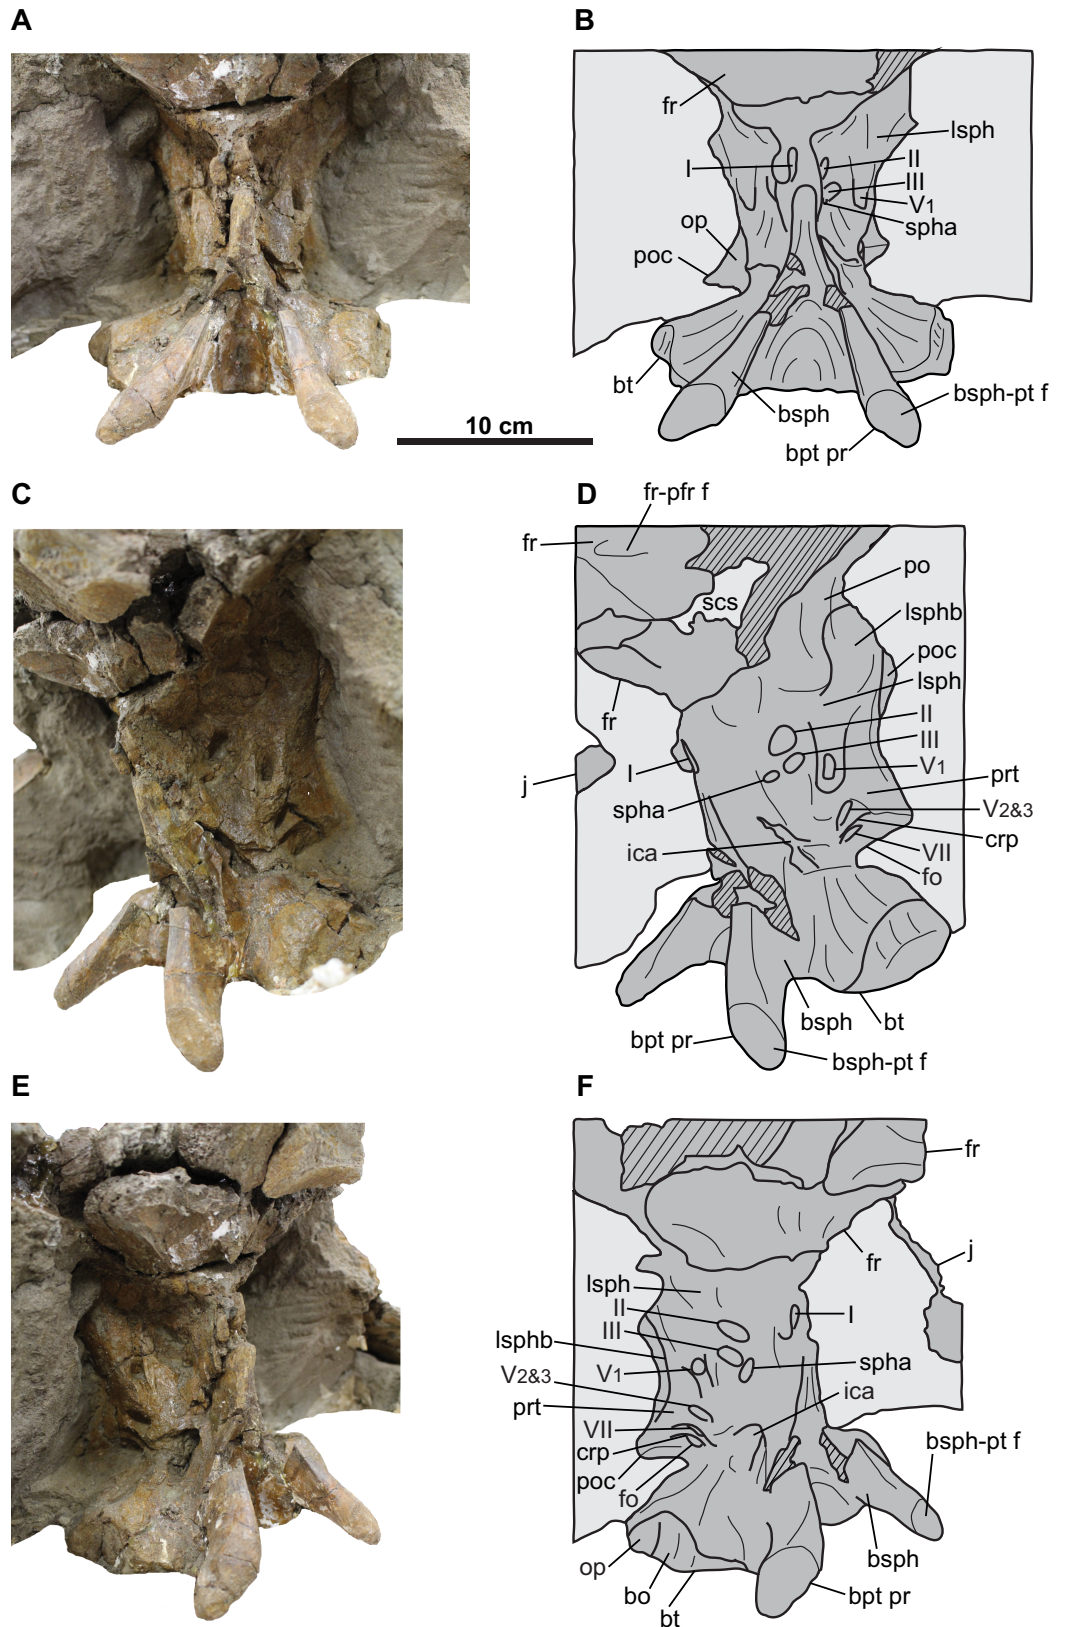 A
B
fr
lsph
I
II
III
V1
spha
op
poc
bt
bsph
bsph-pt f
bpt pr
10 cm
C
D
fr-pfr f
fr
po
scs
lsphb
poc
lsph
fr
II
III
I
V1
j
prt
spha
V2&3
crp
ica
VII
fo
bsph
bt
bpt pr
bsph-pt f
E
F
fr
fr
j
lsph
II
I
III
lsphb
spha
V1
V2&3
ica
prt
VII
bsph-pt f
crp
poc
fo
bsph
op
bo
bpt pr
bt